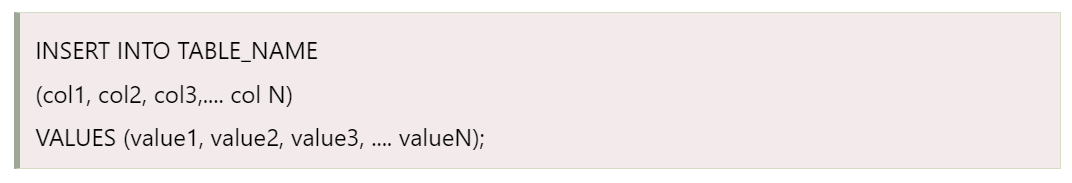 INSERT INTO TABLE_NAME
(col1, col2, col3,.... col N)
VALUES (value1, value2, value3, .... valueN);